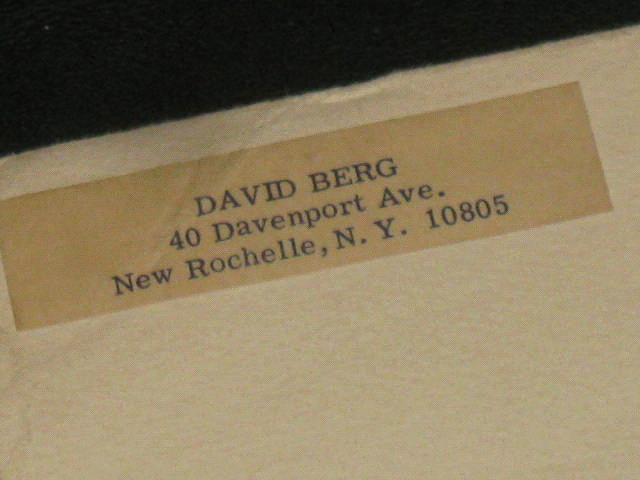 DAVID BERG
40 Davenport Ave.
New Rochelle, N. Y. 10805